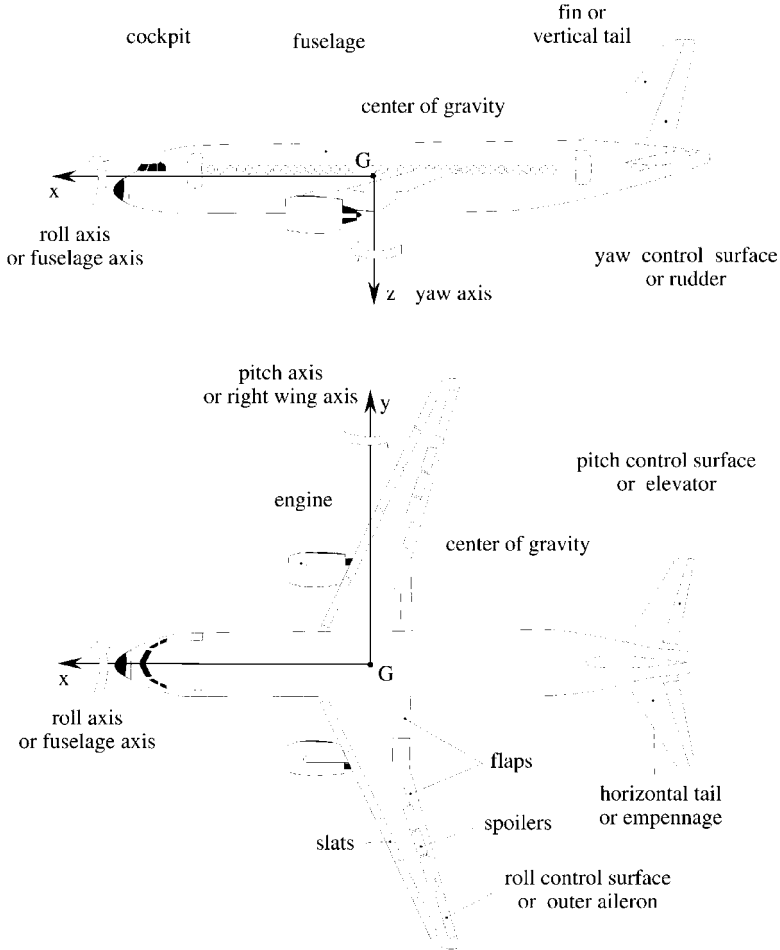 cockpit
fuselage
fin or
vertical tail
center of gravity
G
x
roll axis
or fuselage axis
yaw control surface
or rudder
z yaw axis
pitch axis
or right wing axis
y
pitch control surface
or elevator
engine
center of gravity
x
G
roll axis
or fuselage axis
flaps
horizontal tail
or empennage
spoilers
slats
roll control surface
or outer aileron